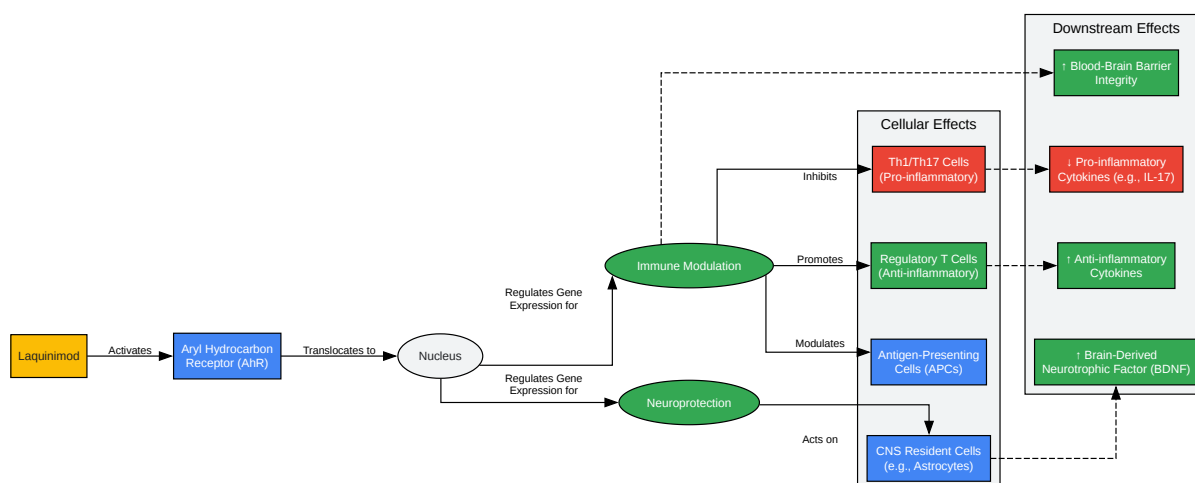 Downstream Effects
↑ Blood-Brain Barrier
Integrity
Cellular Effects
Th1/Th17 Cells
(Pro-inflammatory)
↓ Pro-inflammatory
Cytokines (e.g., IL-17)
Inhibits
Immune Modulation
Promotes
Regulatory T Cells
(Anti-inflammatory)
↑ Anti-inflammatory
Cytokines
Regulates Gene
Expression for
Laquinimod
Activates
Aryl Hydrocarbon
Receptor (AhR)
Translocates to
Nucleus
Modulates
Antigen-Presenting
Cells (APCs)
↑ Brain-Derived
Neurotrophic Factor (BDNF)
Regulates Gene
Expression for
Neuroprotection
Acts on
CNS Resident Cells
(e.g., Astrocytes)